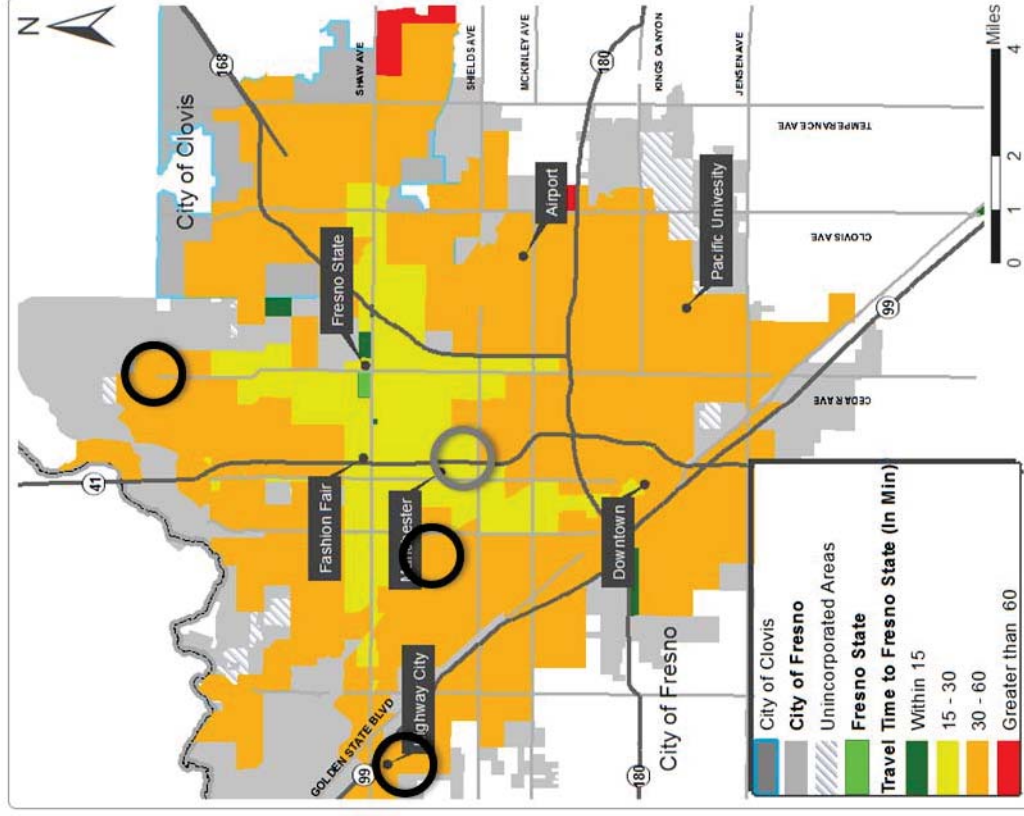 N
168
SHAW AVE
SHIELDS AVE
MCKINLEY AVE
180
KINGS CANYON
JENSEN AVE
Miles
4
2
1
0
City of Clovis
TEMPERANCE AVE
Airport
CLOVIS AVE
Fresno State
Pacific Univesity
99
CEDAR AVE
41
Fashion Fair
Downtown
Highway City
GOLDEN STATE BLVD
99
180
City of Fresno
City of Clovis
City of Fresno
Unincorporated Areas
Fresno State
Travel Time to Fresno State (In Min)
Within 15
15 - 30
30 - 60
Greater than 60